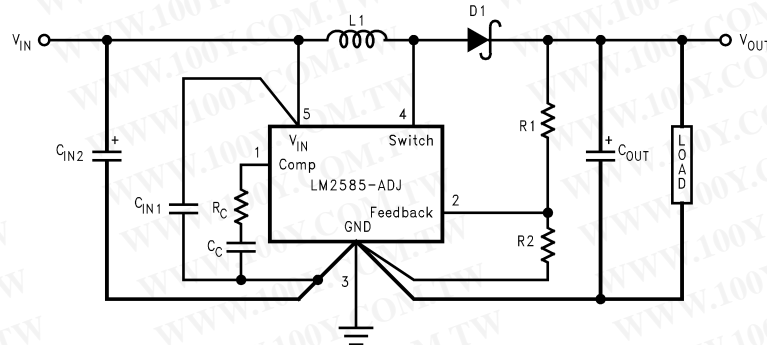 L1
D1
VIN
VOUT
5
4
VIN
Switch
R1
CIN2
+
1
Comp
+
COUT
LOAD
LM2585-ADJ
CIN1
RC
2
Feedback
GND
R2
CC
3
WWW.100Y.COM.TW